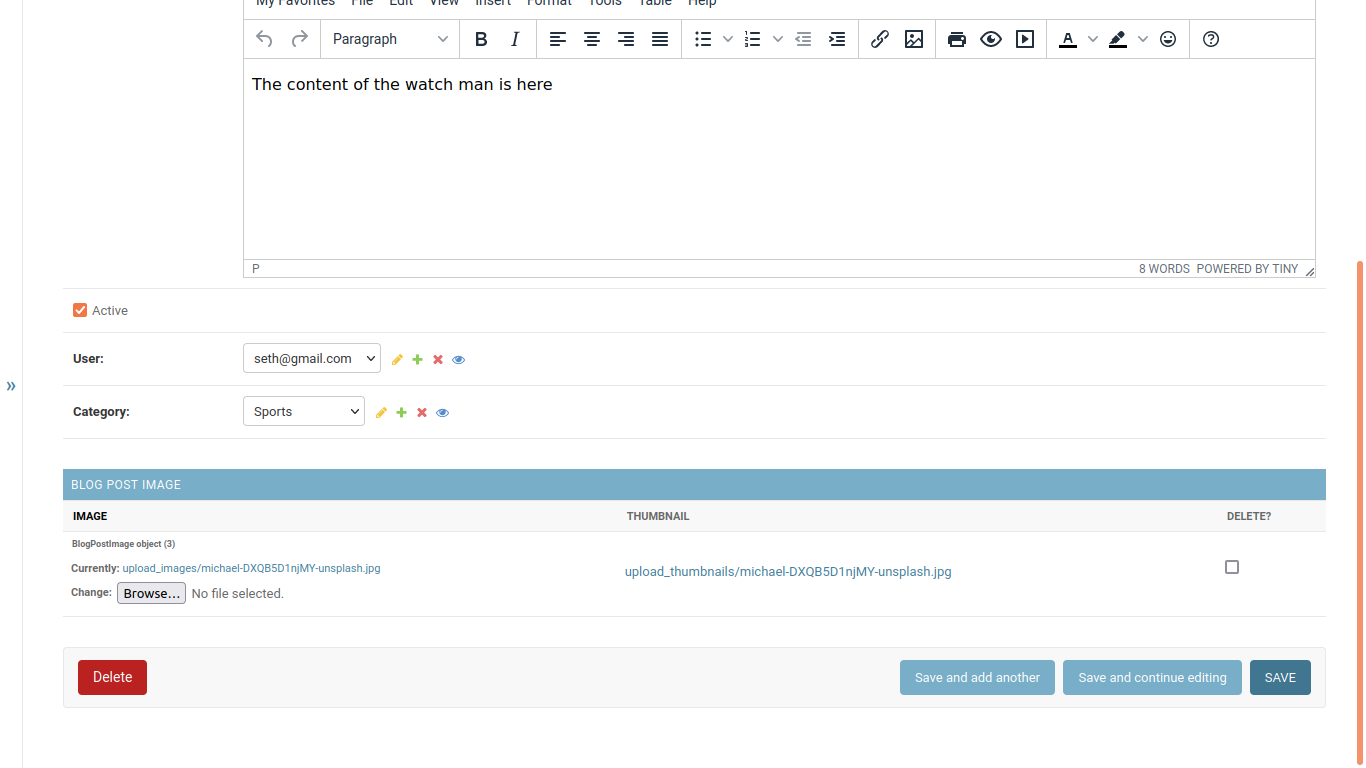 My Favorites File Edit View Insert Format Tools Table Help
Paragraph B I A
The content of the watch man is here
P 8 WORDS POWERED BY TINY
Active
»
User: seth@gmail.com
Category: Sports
BLOG POST IMAGE
IMAGE THUMBNAIL DELETE?
BlogPostImage object (3)
Currently: upload_images/michael-DXQB5D1njMY-unsplash.jpg upload_thumbnails/michael-DXQB5D1njMY-unsplash.jpg
Change: Browse... No file selected.
Delete Save and add another Save and continue editing SAVE